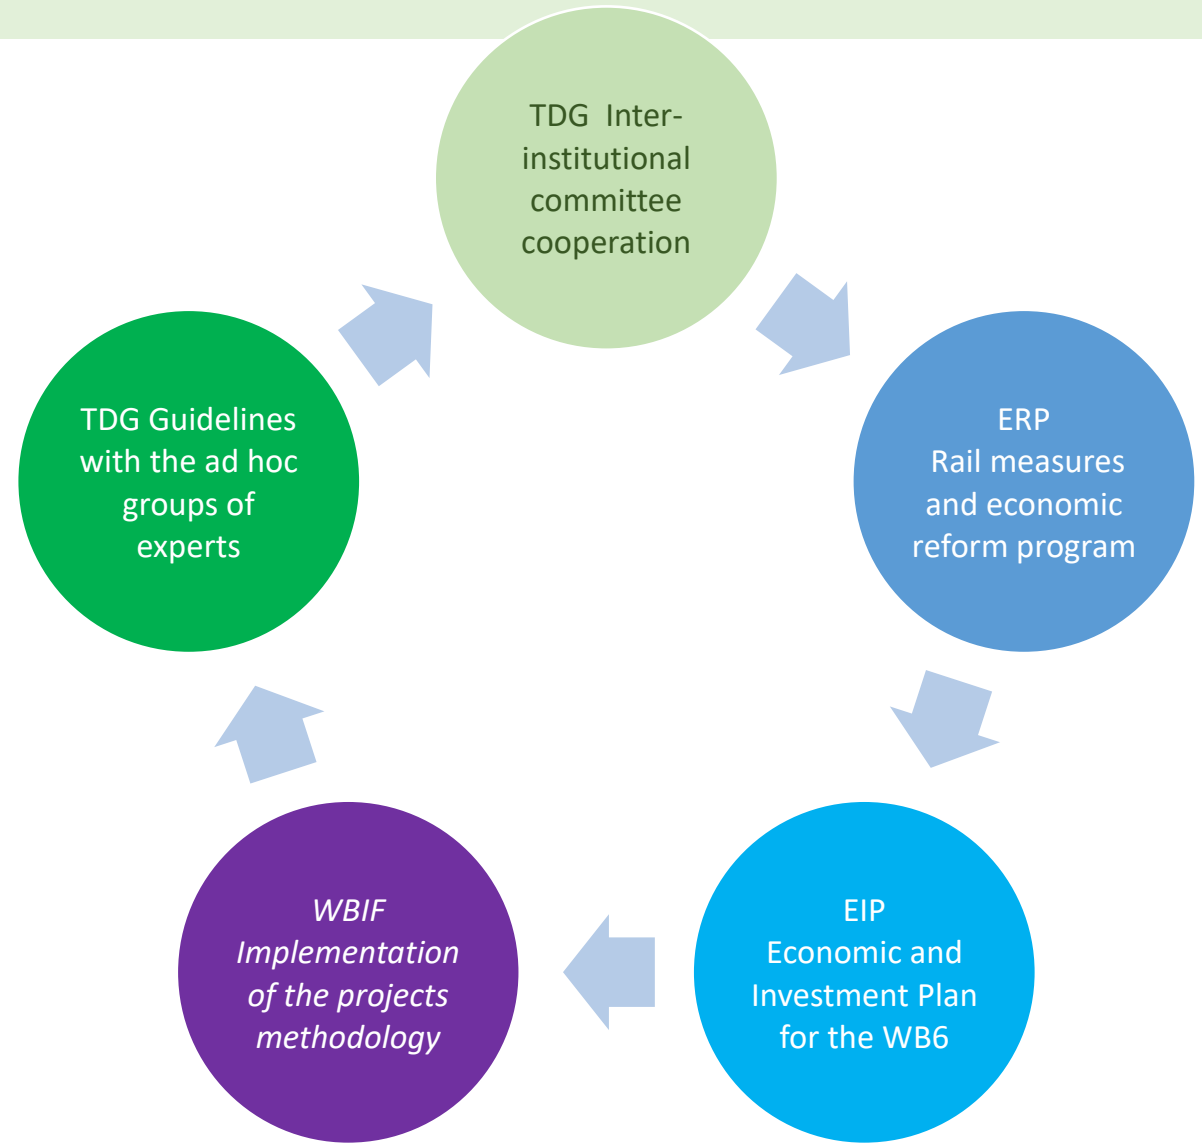 TDG Inter-
institutional
committee
cooperation
ERP
Rail measures
and economic
reform program
EIP
Economic and
Investment Plan
for the WB6
WBIF
Implementation
of the projects
methodology
TDG Guidelines
with the ad hoc
groups of
experts